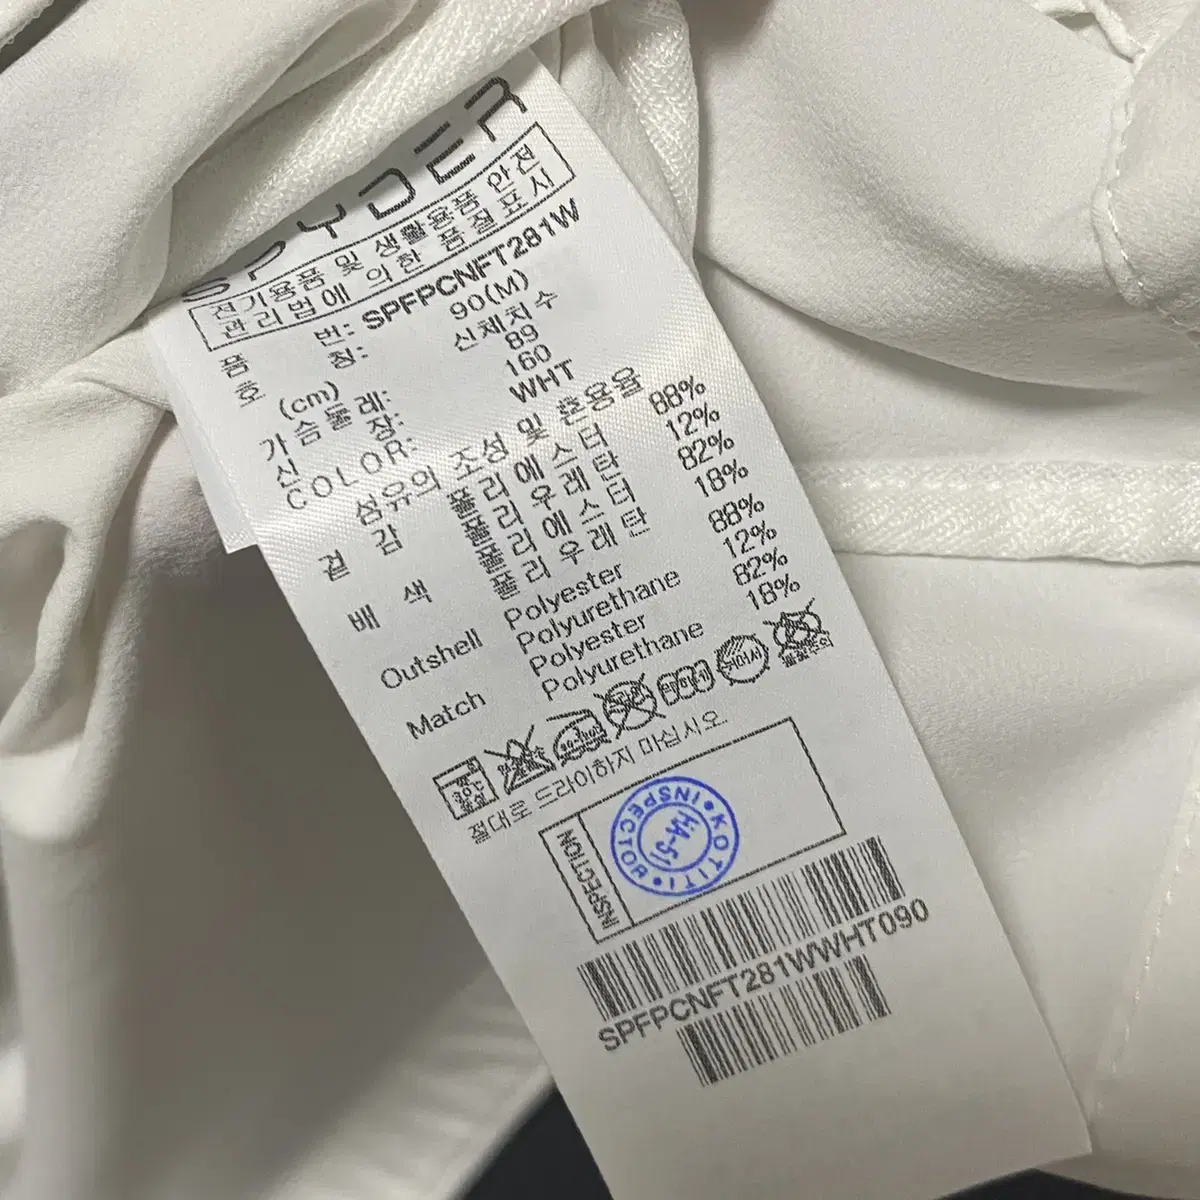 SPYDER
전기용품 및 생활용품 안전
관리법에 의한 품질표시
품 번: SPFPCNFT281W
호 칭: 90(M)
(cm) 신체치수
가슴둘레: 89
신 장: 160
COLOR: WHT
섬유의 조성 및 혼용율
겉 감 폴리에스터 88%
폴리우레탄 12%
배 색 폴리에스터 82%
폴리우레탄 18%
Outshell Polyester 88%
Polyurethane 12%
Match Polyester 82%
Polyurethane 18%
절대로 드라이하지 마십시오.
INSPECTION
KOTITI
INSPECTOR
HA-51
SPFPCNFT281WWHT090